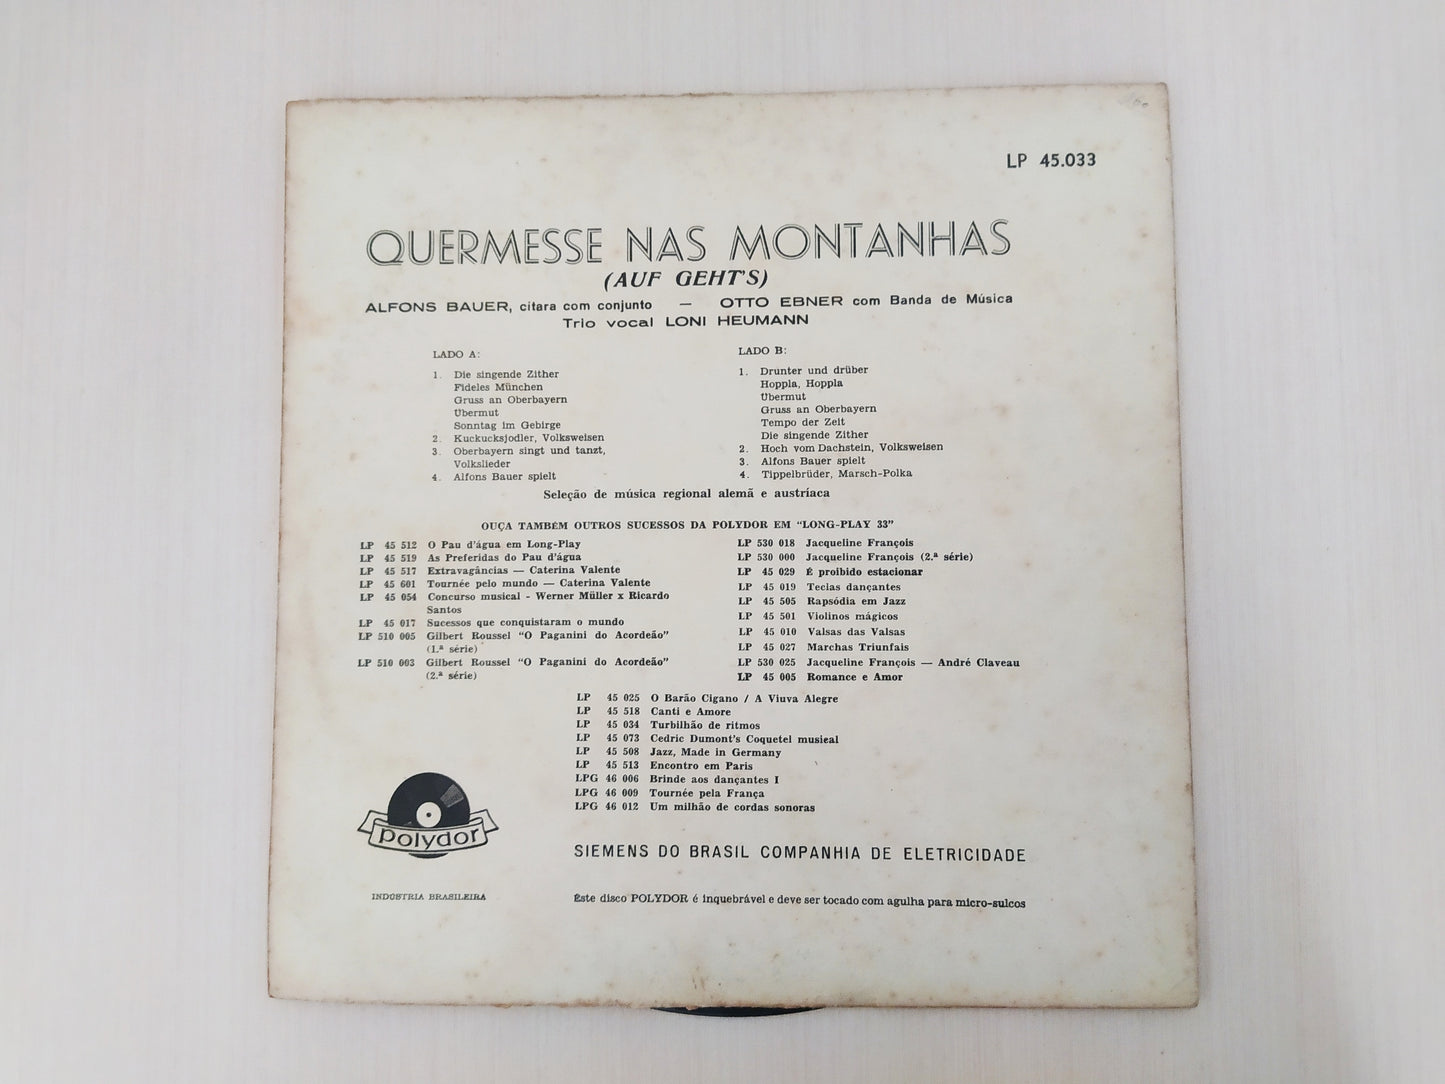 LP 45.033
QUERMESSE NAS MONTANHAS
(AUF GEHT'S)
ALFONS BAUER, citara com conjunto — OTTO EBNER com Banda de Música
Trio vocal LONI HEUMANN
LADO A:
1. Die singende Zither
Fideles München
Gruss an Oberbayern
Übermut
Sonntag im Gebirge
2. Kuckucksjodler, Volksweisen
3. Oberbayern singt und tanzt,
Volkslieder
4. Alfons Bauer spielt
LADO B:
1. Drunter und drüber
Hoppla, Hoppla
Übermut
Gruss an Oberbayern
Tempo der Zeit
Die singende Zither
2. Hoch vom Dachstein, Volksweisen
3. Alfons Bauer spielt
4. Tippelbrüder, Marsch-Polka
Seleção de música regional alemã e austríaca
OUÇA TAMBÉM OUTROS SUCESSOS DA POLYDOR EM "LONG-PLAY 33"
LP 45 512 O Pau d'água em Long-Play
LP 45 519 As Preferidas do Pau d'água
LP 45 517 Extravagâncias — Caterina Valente
LP 45 601 Tournée pelo mundo — Caterina Valente
LP 45 054 Concurso musical - Werner Müller x Ricardo
Santos
LP 45 017 Sucessos que conquistaram o mundo
LP 510 005 Gilbert Roussel "O Paganini do Acordeão"
(1.ª série)
LP 510 003 Gilbert Roussel "O Paganini do Acordeão"
(2.ª série)
LP 530 018 Jacqueline François
LP 530 000 Jacqueline François (2.ª série)
LP 45 029 É proibido estacionar
LP 45 019 Teclas dançantes
LP 45 505 Rapsódia em Jazz
LP 45 501 Violinos mágicos
LP 45 010 Valsas das Valsas
LP 45 027 Marchas Triunfais
LP 530 025 Jacqueline François — André Claveau
LP 45 005 Romance e Amor
LP 45 025 O Barão Cigano / A Viuva Alegre
LP 45 518 Canti e Amore
LP 45 034 Turbilhão de ritmos
LP 45 073 Cedric Dumont's Coquetel musical
LP 45 508 Jazz, Made in Germany
LP 45 513 Encontro em Paris
LPG 46 006 Brinde aos dançantes I
LPG 46 009 Tournée pela França
LPG 46 012 Um milhão de cordas sonoras
polydor
SIEMENS DO BRASIL COMPANHIA DE ELETRICIDADE
INDÚSTRIA BRASILEIRA
Êste disco POLYDOR é inquebrável e deve ser tocado com agulha para micro-sulcos